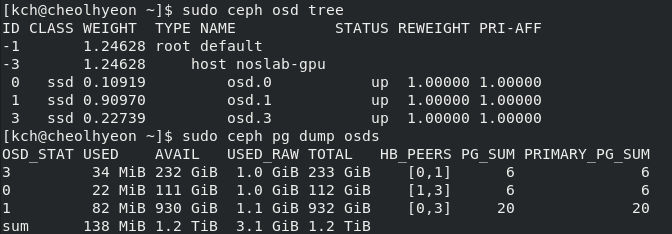 [kch@cheolhyeon ~]$ sudo ceph osd tree
ID CLASS WEIGHT  TYPE NAME           STATUS REWEIGHT PRI-AFF
-1       1.24628 root default
-3       1.24628     host noslab-gpu
 0   ssd 0.10919         osd.0           up  1.00000 1.00000
 1   ssd 0.90970         osd.1           up  1.00000 1.00000
 3   ssd 0.22739         osd.3           up  1.00000 1.00000
[kch@cheolhyeon ~]$ sudo ceph pg dump osds
OSD_STAT USED    AVAIL   USED_RAW TOTAL   HB_PEERS PG_SUM PRIMARY_PG_SUM
3         34 MiB 232 GiB  1.0 GiB 233 GiB    [0,1]      6              6
0         22 MiB 111 GiB  1.0 GiB 112 GiB    [1,3]      6              6
1         82 MiB 930 GiB  1.1 GiB 932 GiB    [0,3]     20             20
sum      138 MiB 1.2 TiB  3.1 GiB 1.2 TiB